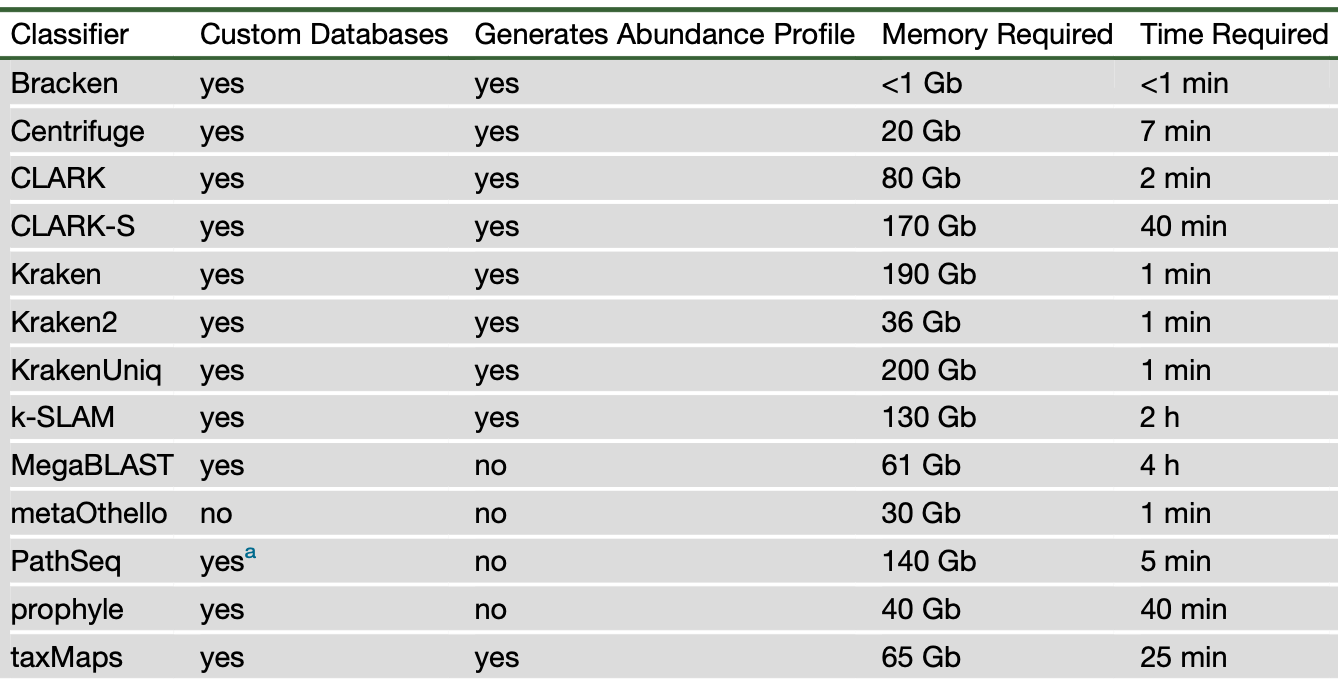 Classifier Custom Databases Generates Abundance Profile Memory Required Time Required
Bracken yes yes <1 Gb <1 min
Centrifuge yes yes 20 Gb 7 min
CLARK yes yes 80 Gb 2 min
CLARK-S yes yes 170 Gb 40 min
Kraken yes yes 190 Gb 1 min
Kraken2 yes yes 36 Gb 1 min
KrakenUniq yes yes 200 Gb 1 min
k-SLAM yes yes 130 Gb 2 h
MegaBLAST yes no 61 Gb 4 h
metaOthello no no 30 Gb 1 min
PathSeq yesa no 140 Gb 5 min
prophyle yes no 40 Gb 40 min
taxMaps yes yes 65 Gb 25 min